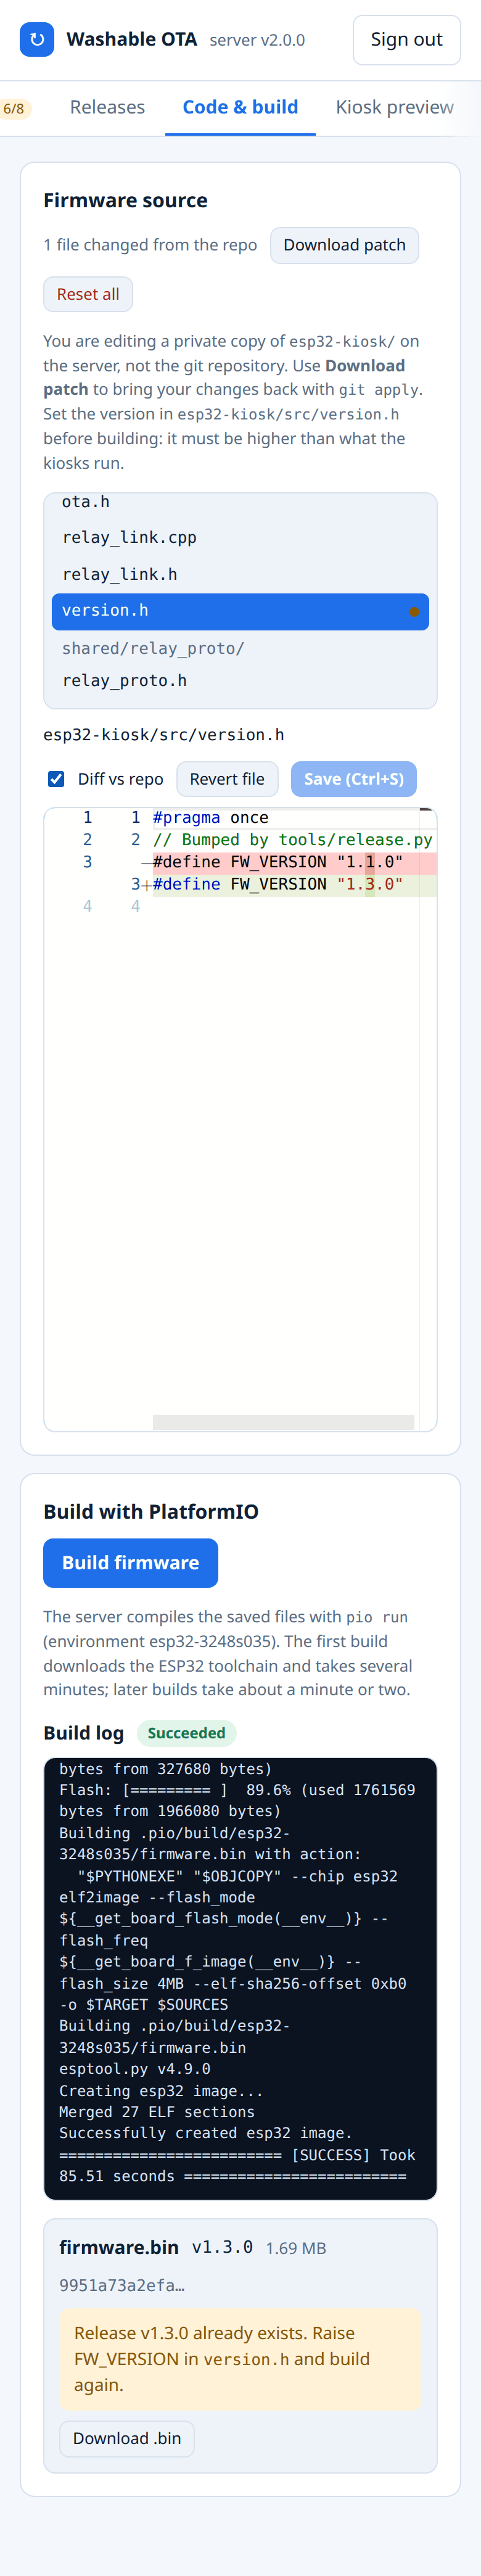 ↻ Washable OTA server v2.0.0 Sign out
6/8 Releases Code & build Kiosk preview
Firmware source
1 file changed from the repo Download patch
Reset all
You are editing a private copy of esp32-kiosk/ on
the server, not the git repository. Use Download
patch to bring your changes back with git apply.
Set the version in esp32-kiosk/src/version.h
before building: it must be higher than what the
kiosks run.
ota.h
relay_link.cpp
relay_link.h
version.h
shared/relay_proto/
relay_proto.h
esp32-kiosk/src/version.h
Diff vs repo Revert file Save (Ctrl+S)
1 1 #pragma once
2 2 // Bumped by tools/release.py
3 —#define FW_VERSION "1.1.0"
3+#define FW_VERSION "1.3.0"
4 4
Build with PlatformIO
Build firmware
The server compiles the saved files with pio run
(environment esp32-3248s035). The first build
downloads the ESP32 toolchain and takes several
minutes; later builds take about a minute or two.
Build log Succeeded
bytes from 327680 bytes)
Flash: [========= ]  89.6% (used 1761569
bytes from 1966080 bytes)
Building .pio/build/esp32-
3248s035/firmware.bin with action:
"$PYTHONEXE" "$OBJCOPY" --chip esp32
elf2image --flash_mode
${__get_board_flash_mode(__env__)} --
flash_freq
${__get_board_f_image(__env__)} --
flash_size 4MB --elf-sha256-offset 0xb0
-o $TARGET $SOURCES
Building .pio/build/esp32-
3248s035/firmware.bin
esptool.py v4.9.0
Creating esp32 image...
Merged 27 ELF sections
Successfully created esp32 image.
========================= [SUCCESS] Took
85.51 seconds =========================
firmware.bin v1.3.0 1.69 MB
9951a73a2efa…
Release v1.3.0 already exists. Raise
FW_VERSION in version.h and build
again.
Download .bin